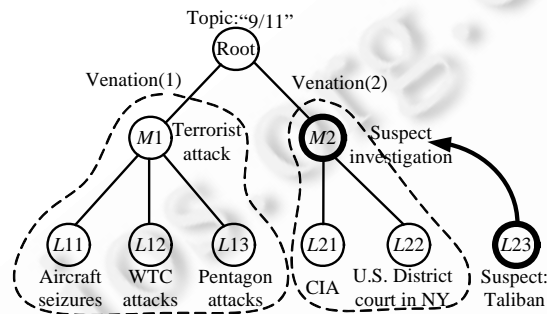 Topic:“9/11”
Root
Venation(1)
Venation(2)
M1
Terrorist
attack
M2
Suspect
investigation
L11
L12
L13
L21
L22
L23
Aircraft
seizures
WTC
attacks
Pentagon
attacks
CIA
U.S. District
court in NY
Suspect:
Taliban